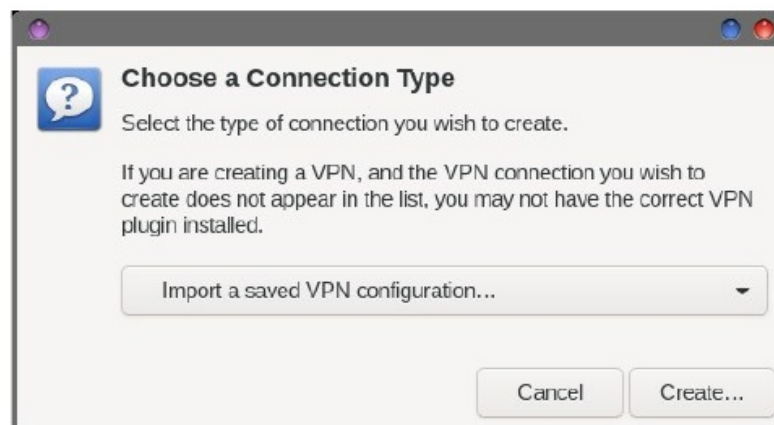 Choose a Connection Type
Select the type of connection you wish to create.
If you are creating a VPN, and the VPN connection you wish to
create does not appear in the list, you may not have the correct VPN
plugin installed.
Import a saved VPN configuration...
Cancel
Create...